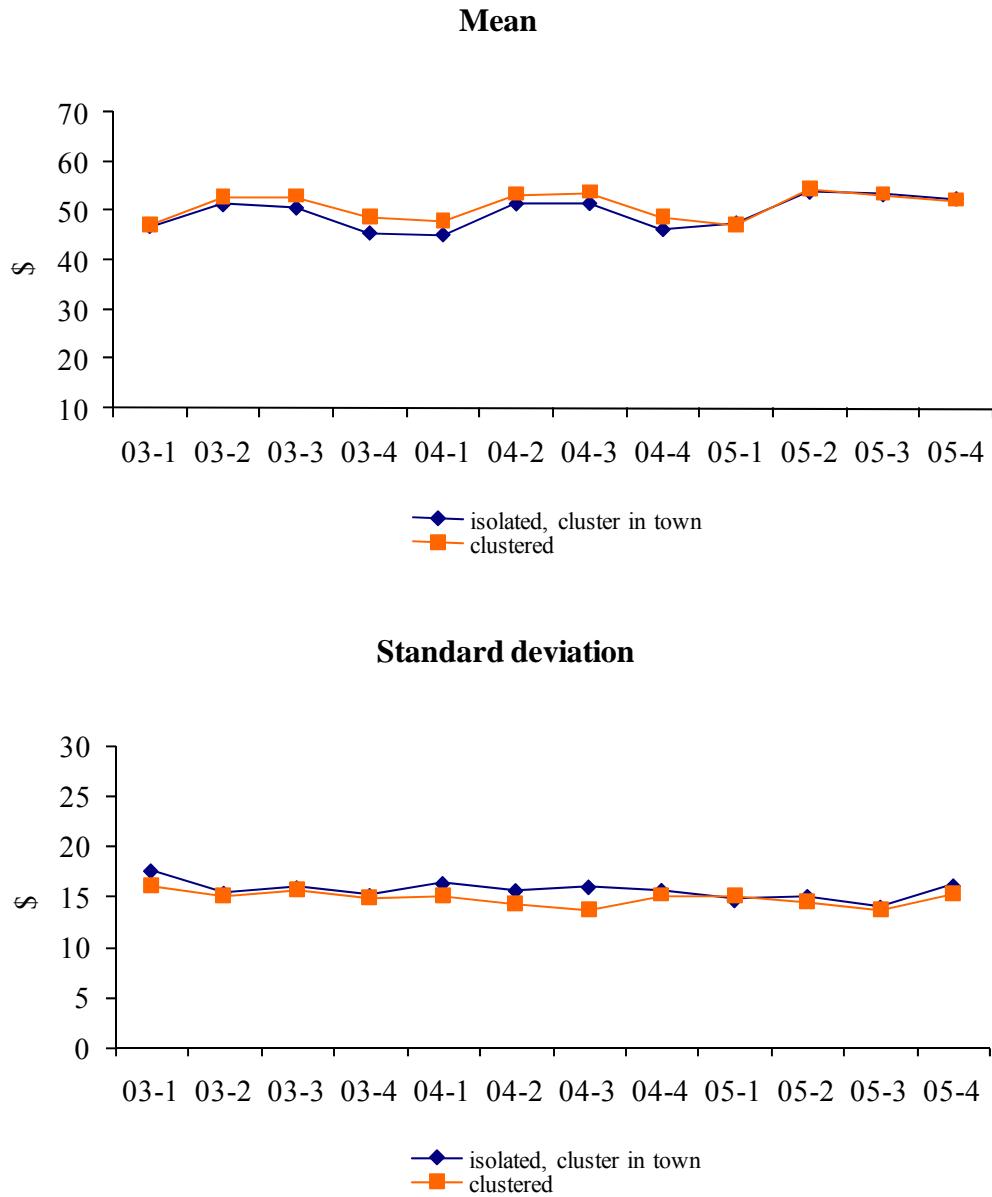 Mean
70
60
50
40
30
20
10
$
03-1 03-2 03-3 03-4 04-1 04-2 04-3 04-4 05-1 05-2 05-3 05-4
isolated, cluster in town
clustered
Standard deviation
30
25
20
15
10
5
0
$
03-1 03-2 03-3 03-4 04-1 04-2 04-3 04-4 05-1 05-2 05-3 05-4
isolated, cluster in town
clustered